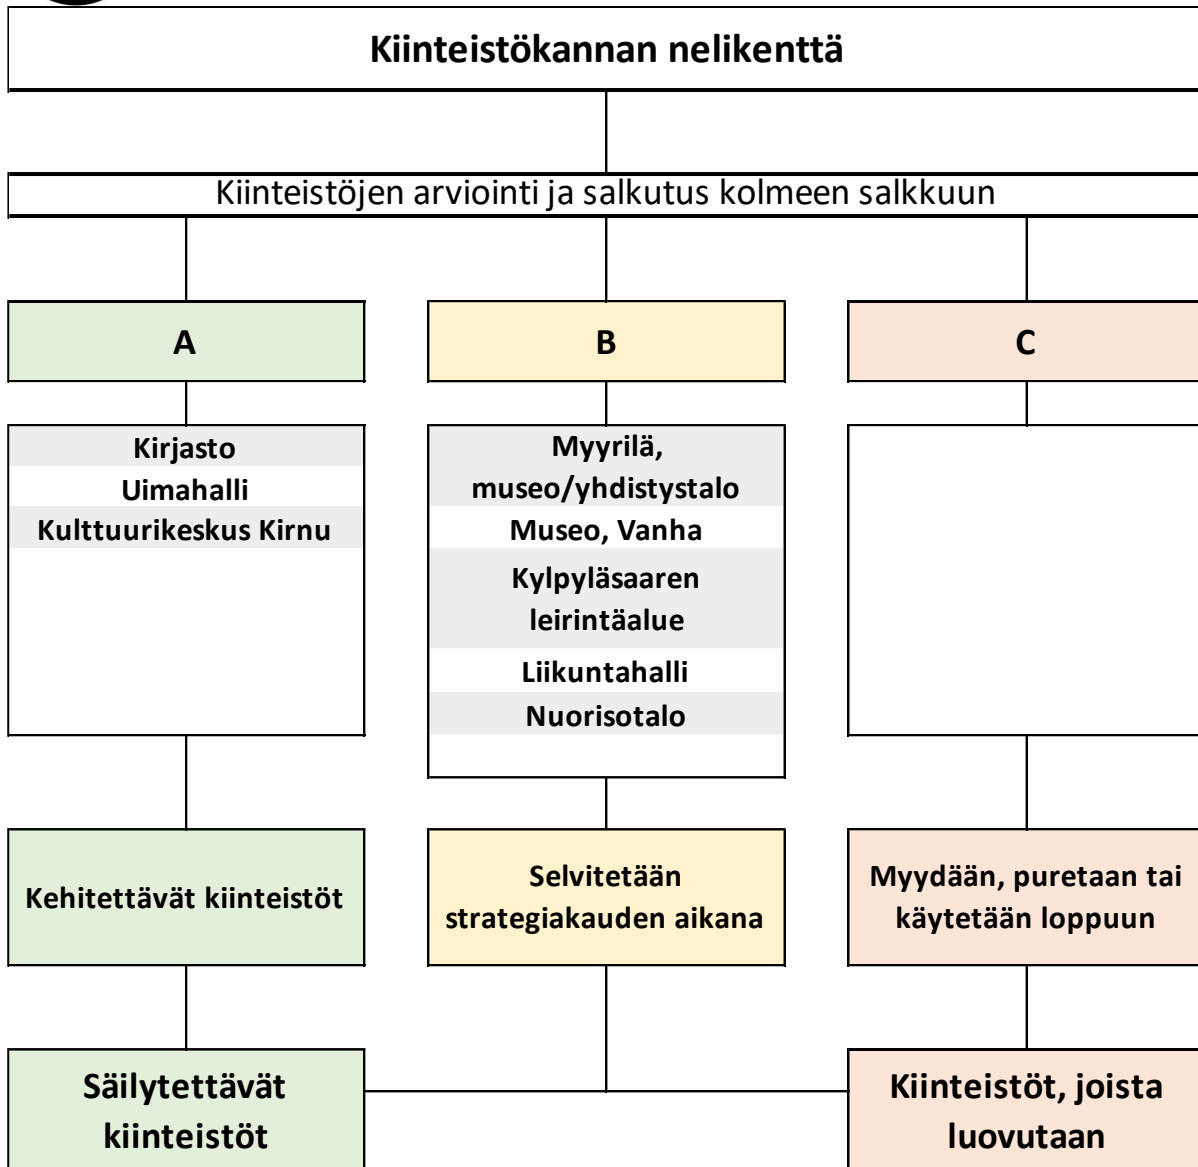 Kiinteistökannan nelikenttä
Kiinteistöjen arviointi ja salkutus kolmeen salkkuun
A
B
C
Kirjasto
Uimahalli
Kulttuurikeskus Kirnu
Myyrilä,
museo/yhdistystalo
Museo, Vanha
Kylpyläsaaren
leirintäalue
Liikuntahalli
Nuorisotalo
Kehitettävät kiinteistöt
Selvitetään
strategiakauden aikana
Myydään, puretaan tai
käytetään loppuun
Säilytettävät
kiinteistöt
Kiinteistöt, joista
luovutaan